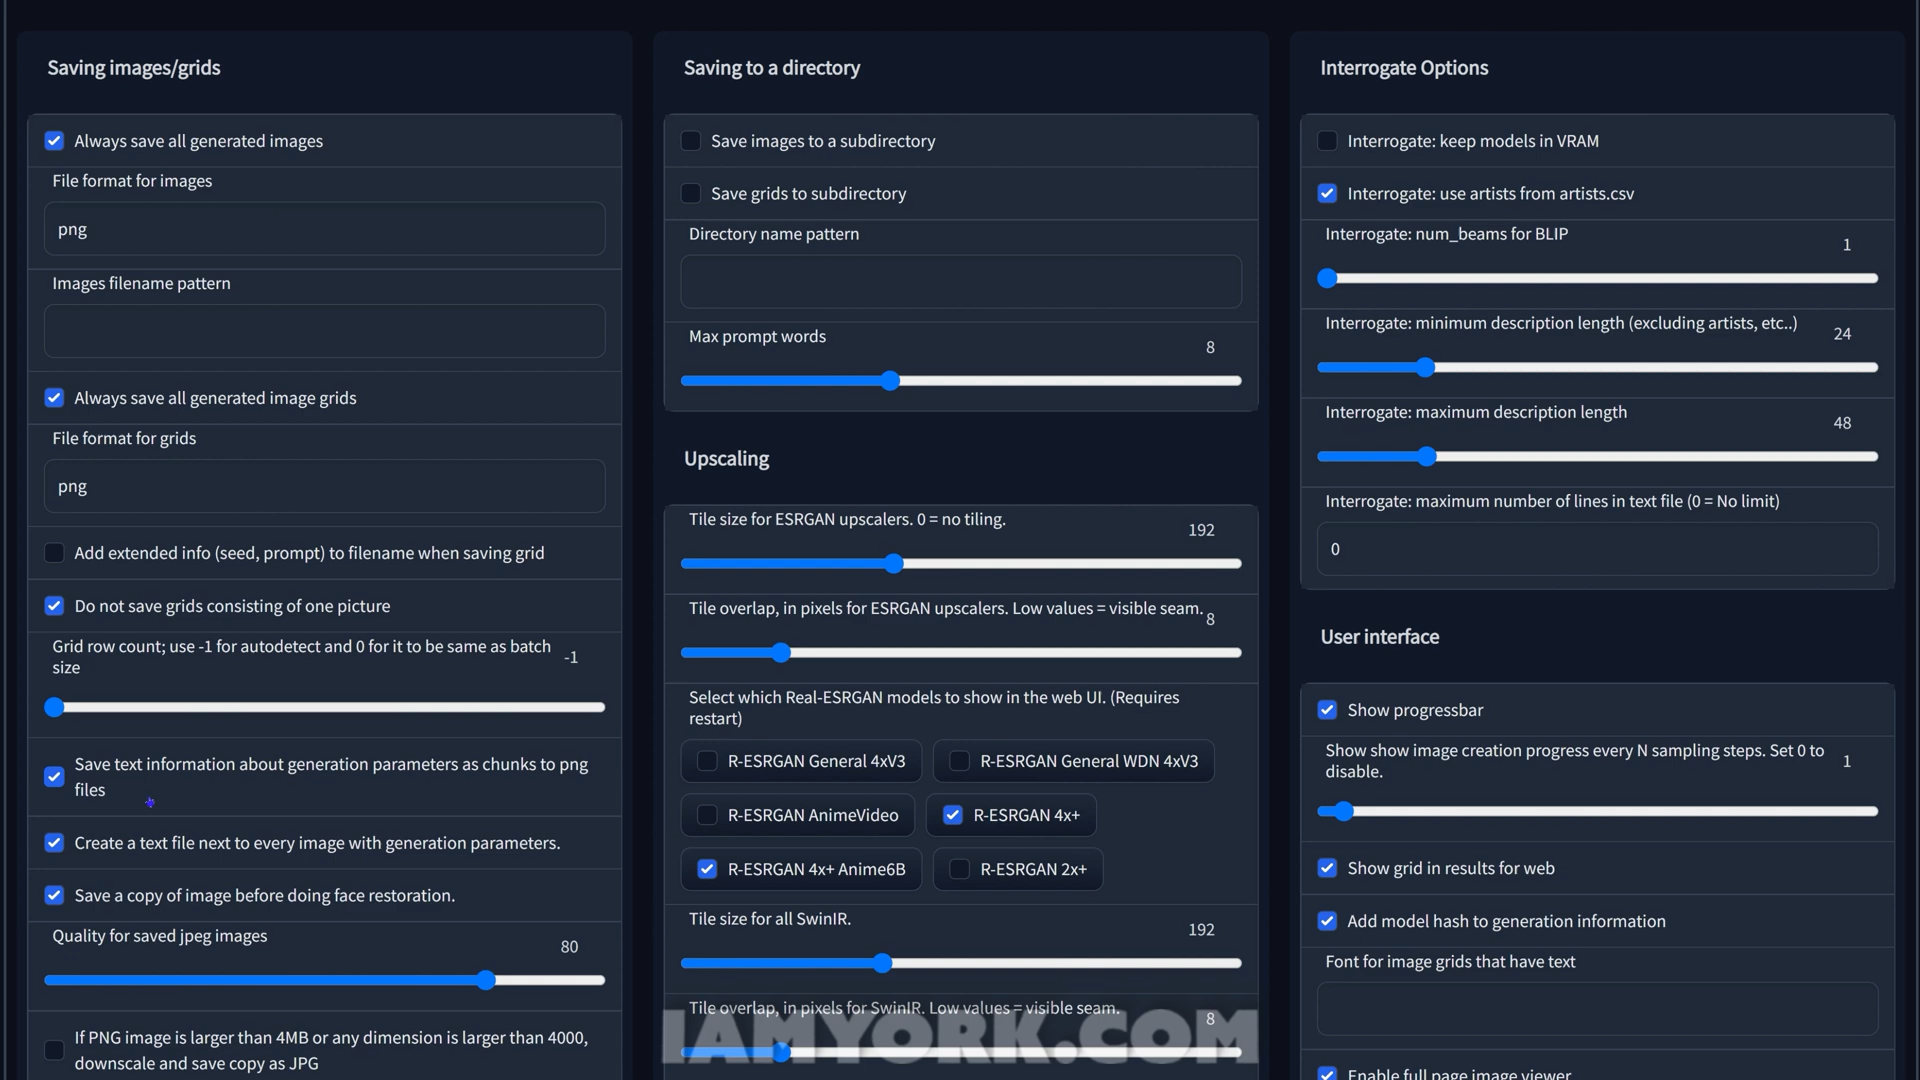 Saving images/grids
Always save all generated images
File format for images
png
Images filename pattern
Always save all generated image grids
File format for grids
png
Add extended info (seed, prompt) to filename when saving grid
Do not save grids consisting of one picture
Grid row count; use -1 for autodetect and 0 for it to be same as batch
size
-1
Save text information about generation parameters as chunks to png
files
Create a text file next to every image with generation parameters.
Save a copy of image before doing face restoration.
Quality for saved jpeg images
80
If PNG image is larger than 4MB or any dimension is larger than 4000,
downscale and save copy as JPG
Saving to a directory
Save images to a subdirectory
Save grids to subdirectory
Directory name pattern
Max prompt words
8
Upscaling
Tile size for ESRGAN upscalers. 0 = no tiling.
192
Tile overlap, in pixels for ESRGAN upscalers. Low values = visible seam.
8
Select which Real-ESRGAN models to show in the web UI. (Requires
restart)
R-ESRGAN General 4xV3
R-ESRGAN General WDN 4xV3
R-ESRGAN AnimeVideo
R-ESRGAN 4x+
R-ESRGAN 4x+ Anime6B
R-ESRGAN 2x+
Tile size for all SwinIR.
192
Tile overlap, in pixels for SwinIR. Low values = visible seam.
8
IAMYORK.COM
Interrogate Options
Interrogate: keep models in VRAM
Interrogate: use artists from artists.csv
Interrogate: num_beams for BLIP
1
Interrogate: minimum description length (excluding artists, etc..)
24
Interrogate: maximum description length
48
Interrogate: maximum number of lines in text file (0 = No limit)
0
User interface
Show progressbar
Show show image creation progress every N sampling steps. Set 0 to
disable.
1
Show grid in results for web
Add model hash to generation information
Font for image grids that have text
Enable full page image viewer